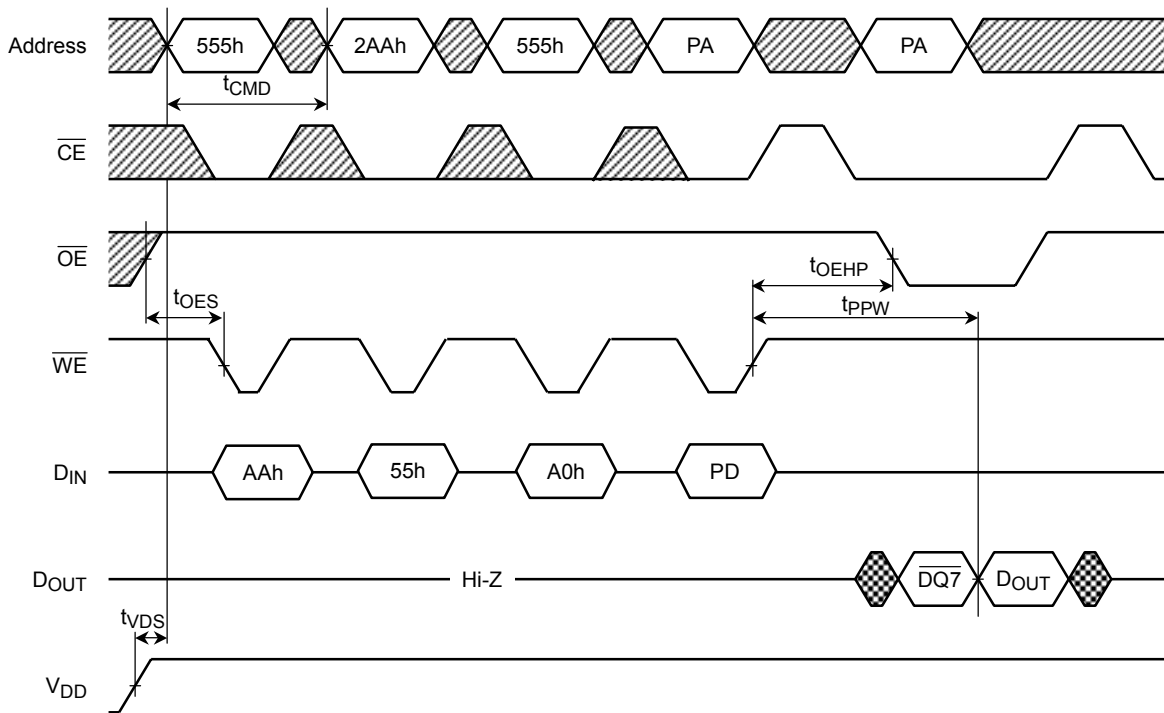 Address 555h 2AAh 555h PA PA
tCMD
CE
OE
tOEHP
tOES
tPPW
WE
DIN AAh 55h A0h PD
DOUT Hi-Z DQ7 DOUT
tVDS
VDD